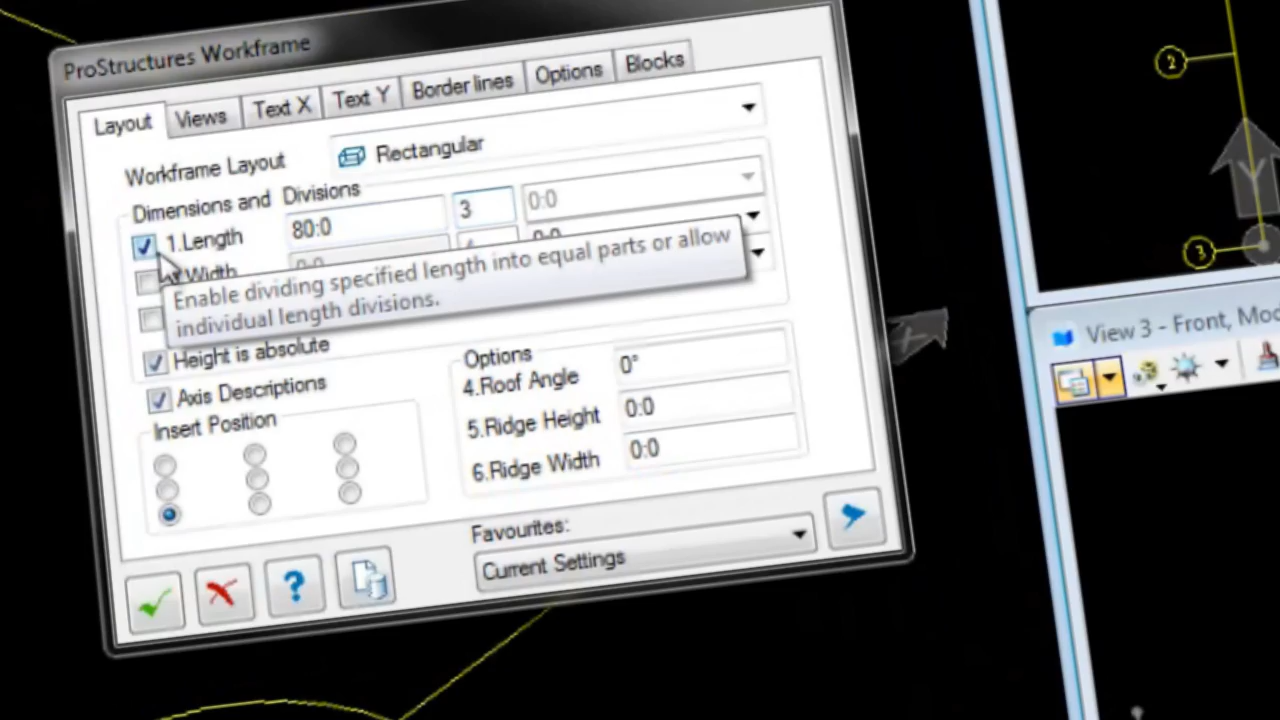 ProStructures Workframe
Layout Views Text X Text Y Border lines Options Blocks
Workframe Layout Rectangular
Dimensions and Divisions
1.Length 80:0 3 0:0
Width
Enable dividing specified length into equal parts or allow
individual length divisions.
Height is absolute
Axis Descriptions
Insert Position
Options
4.Roof Angle 0°
5.Ridge Height 0:0
6.Ridge Width 0:0
Favourites:
Current Settings
2
Y
3
View 3 - Front, Mod